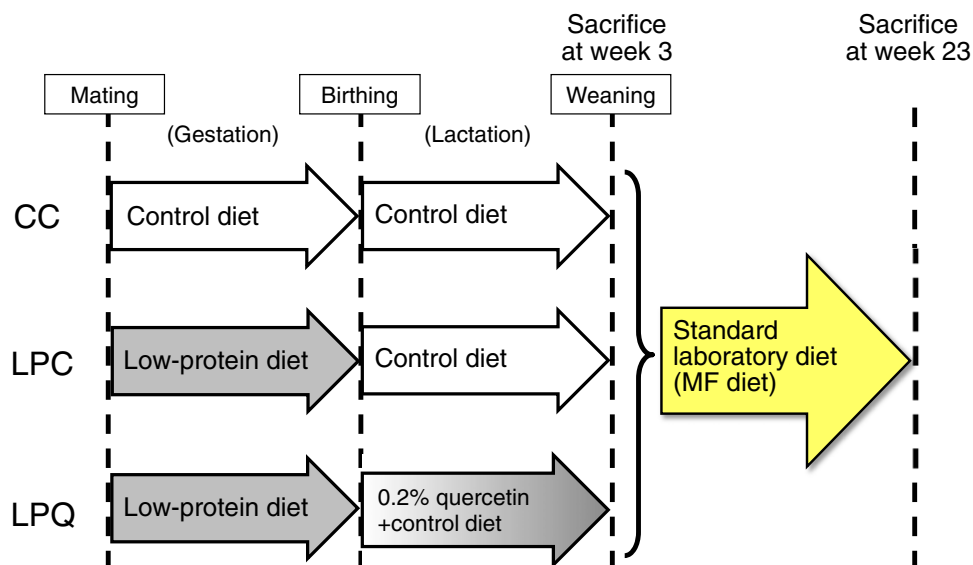 Sacrifice
at week 3
Sacrifice
at week 23
Mating
Birthing
Weaning
(Gestation)
(Lactation)
CC
Control diet
Control diet
LPC
Low-protein diet
Control diet
Standard
laboratory diet
(MF diet)
LPQ
Low-protein diet
0.2% quercetin
+control diet